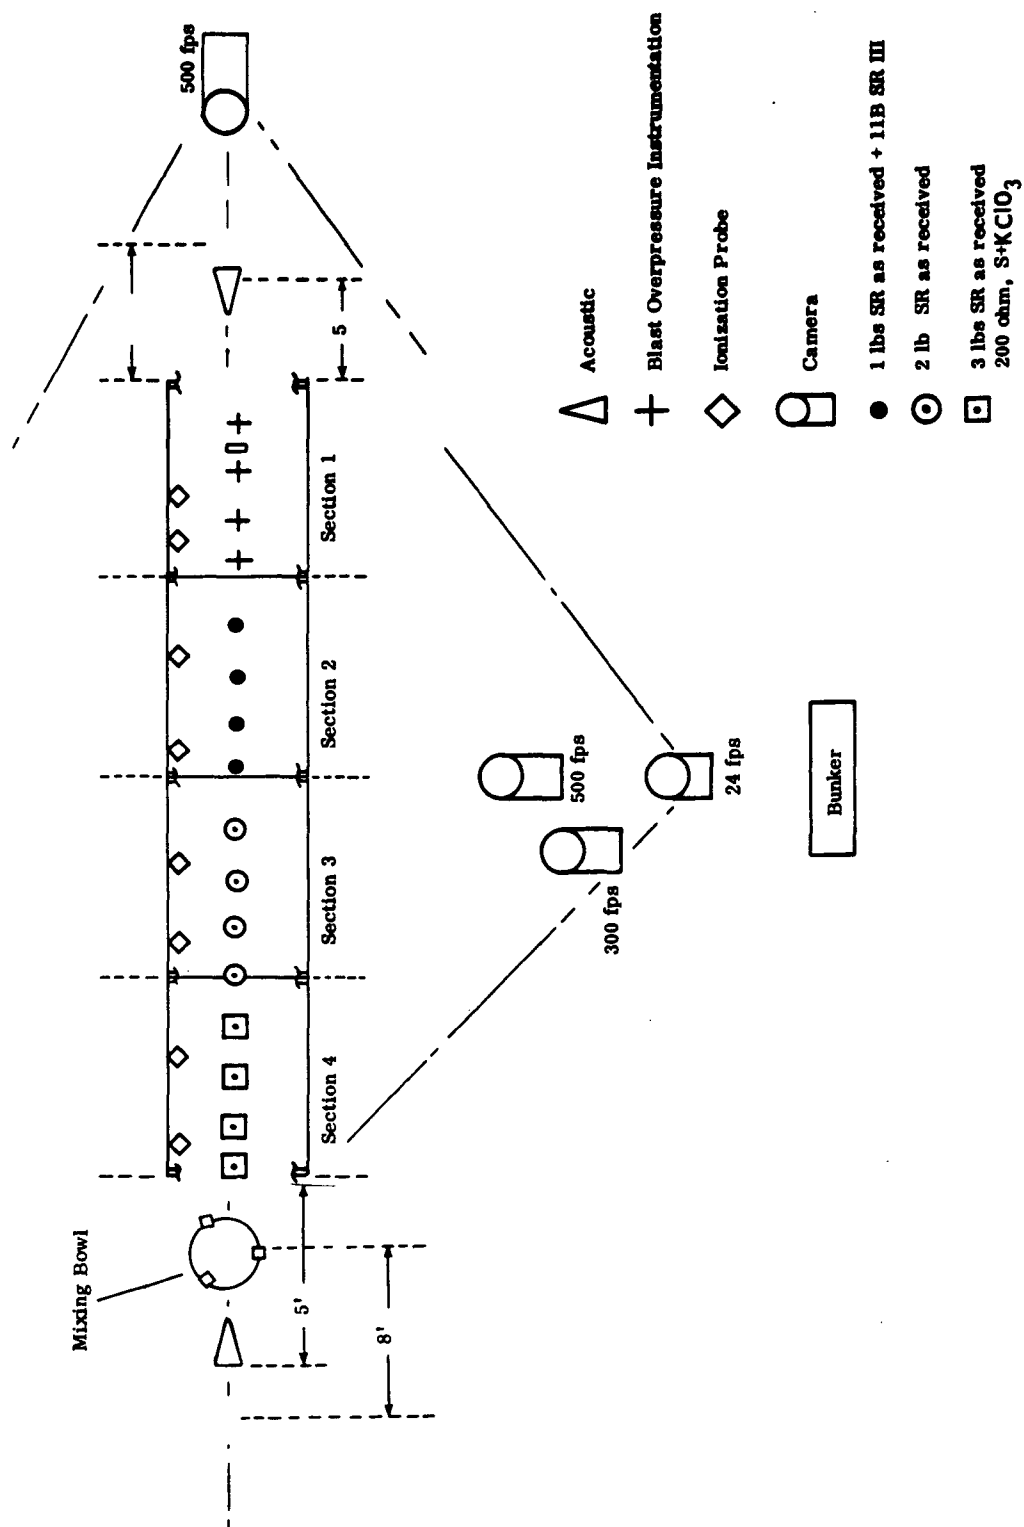 Mixing Bowl
500 fps
5'
8'
5
Section 4
Section 3
Section 2
Section 1
300 fps
500 fps
24 fps
Bunker
Acoustic
Blast Overpressure Instrumentation
Ionization Probe
Camera
1 lbs SR as received + 11B SR III
2 lb SR as received
3 lbs SR as received
200 ohm, S+KClO3